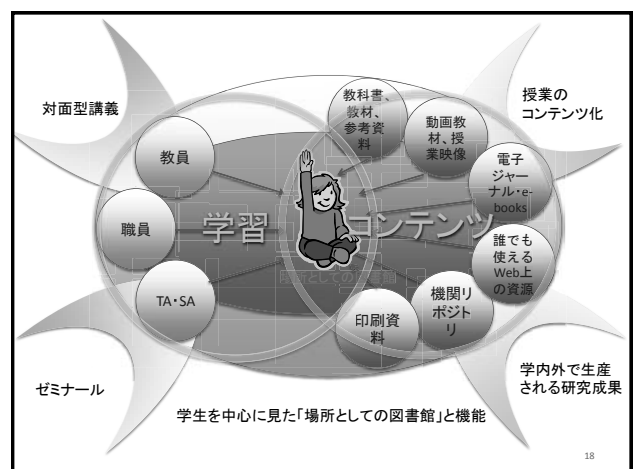 対面型講義
授業の
コンテンツ化
教科書、
教材、
参考資
料
動画教
材、授
業映像
教員
電子
ジャー
ナル・e-
books
職員
学習
コンテンツ
誰でも
使える
Web上
の資源
TA・SA
機関リ
ポジト
リ
印刷資
料
ゼミナール
学内外で生産
される研究成果
学生を中心に見た「場所としての図書館」と機能
18